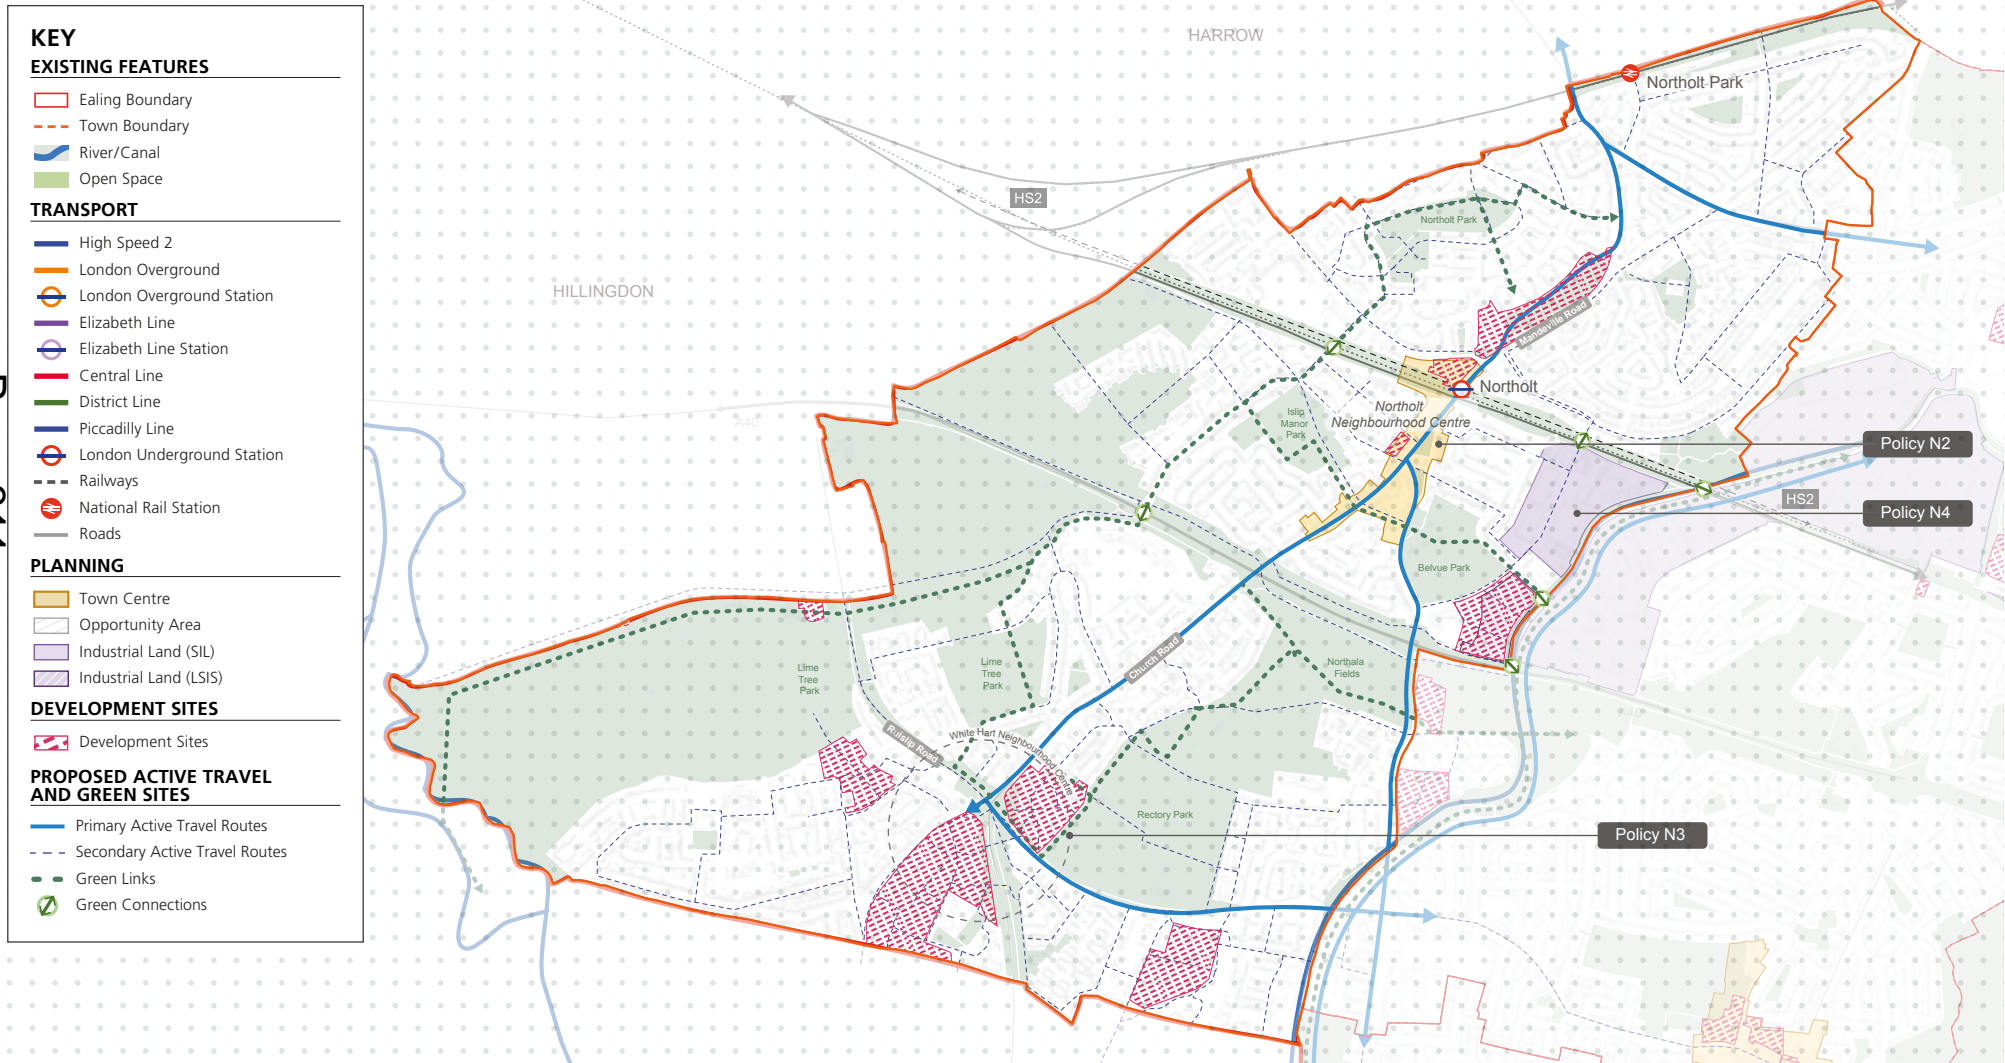 KEY
EXISTING FEATURES
Ealing Boundary
Town Boundary
River/Canal
Open Space
TRANSPORT
High Speed 2
London Overground
London Overground Station
Elizabeth Line
Elizabeth Line Station
Central Line
District Line
Piccadilly Line
London Underground Station
Railways
National Rail Station
Roads
PLANNING
Town Centre
Opportunity Area
Industrial Land (SIL)
Industrial Land (LSIS)
DEVELOPMENT SITES
Development Sites
PROPOSED ACTIVE TRAVEL
AND GREEN SITES
Primary Active Travel Routes
Secondary Active Travel Routes
Green Links
Green Connections
HARROW
Northolt Park
HS2
Northolt Park
HILLINGDON
Mandeville Road
Northolt
Northolt
Neighbourhood Centre
Islip
Manor
Park
A40
Policy N2
HS2
Policy N4
Belvue Park
Church Road
Lime
Tree
Park
Lime
Tree
Park
Northala
Fields
Ruislip Road
White Hart Neighbourhood Centre
Rectory Park
Policy N3